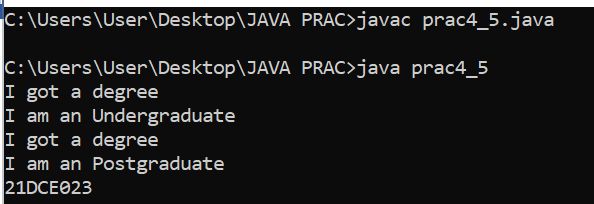 C:\Users\User\Desktop\JAVA PRAC>javac prac4_5.java
C:\Users\User\Desktop\JAVA PRAC>java prac4_5
I got a degree
I am an Undergraduate
I got a degree
I am an Postgraduate
21DCE023